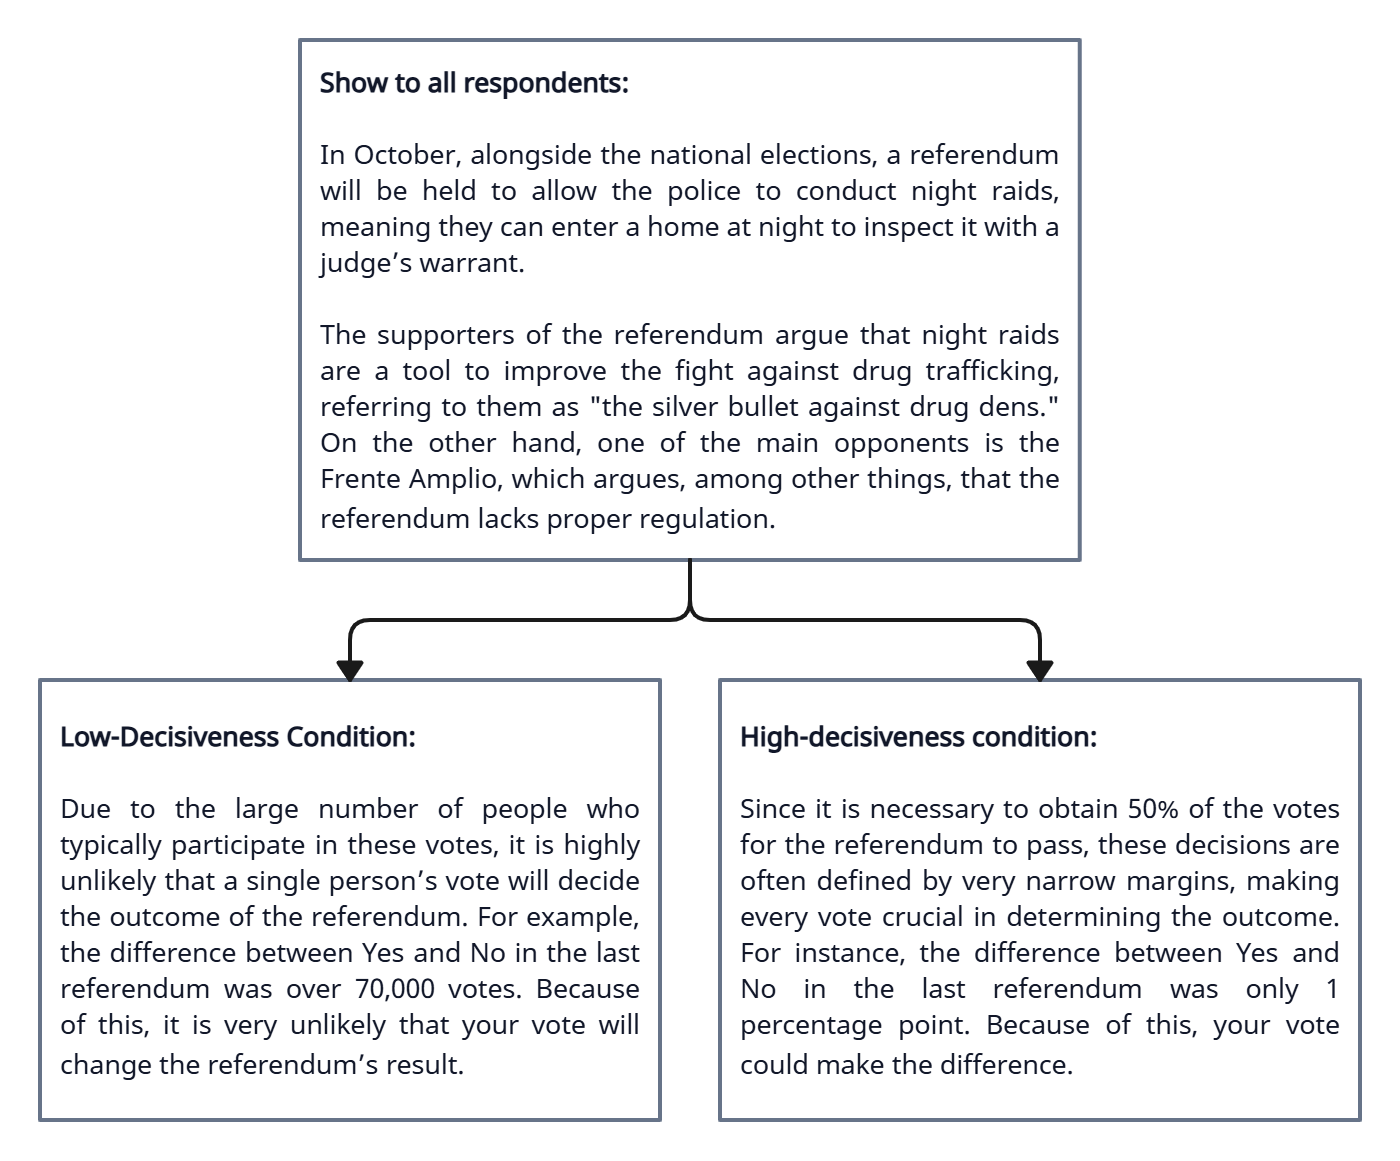 Show to all respondents:
In October, alongside the national elections, a referendum
will be held to allow the police to conduct night raids,
meaning they can enter a home at night to inspect it with a
judge’s warrant.
The supporters of the referendum argue that night raids
are a tool to improve the fight against drug trafficking,
referring to them as "the silver bullet against drug dens."
On the other hand, one of the main opponents is the
Frente Amplio, which argues, among other things, that the
referendum lacks proper regulation.
Low-Decisiveness Condition:
Due to the large number of people who
typically participate in these votes, it is highly
unlikely that a single person’s vote will decide
the outcome of the referendum. For example,
the difference between Yes and No in the last
referendum was over 70,000 votes. Because
of this, it is very unlikely that your vote will
change the referendum’s result.
High-decisiveness condition:
Since it is necessary to obtain 50% of the votes
for the referendum to pass, these decisions are
often defined by very narrow margins, making
every vote crucial in determining the outcome.
For instance, the difference between Yes and
No in the last referendum was only 1
percentage point. Because of this, your vote
could make the difference.